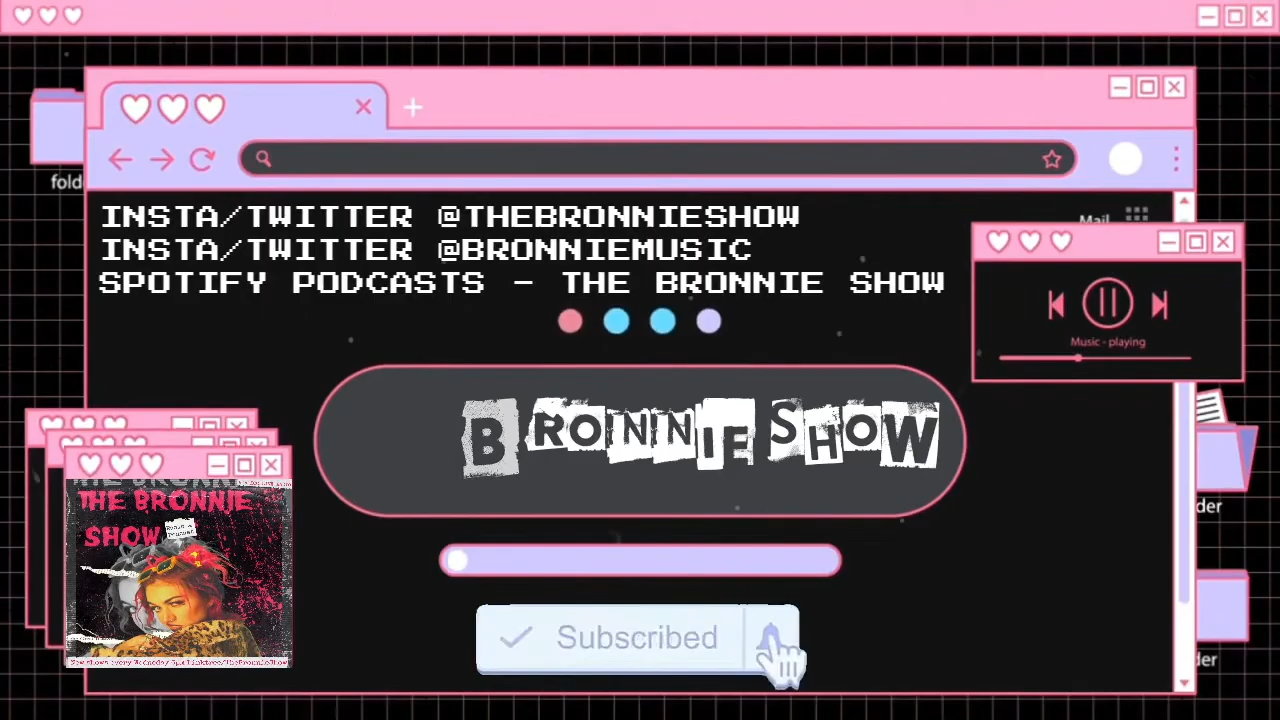 fold
INSTA/TWITTER @THEBRONNIESHOW
INSTA/TWITTER @BRONNIEMUSIC
SPOTIFY PODCASTS - THE BRONNIE SHOW
Mail
Music - playing
BRONNIE SHOW
THE BRONNIE
SHOW
der
Subscribed
der